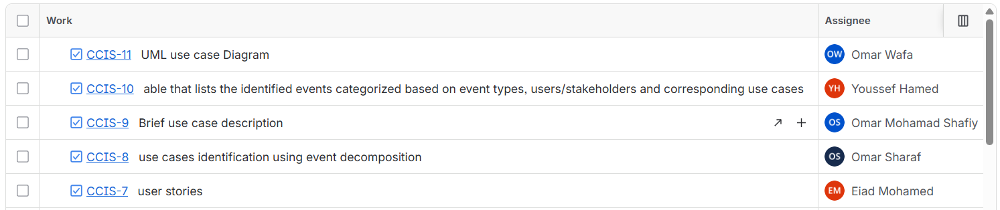 Work Assignee
CCIS-11 UML use case Diagram OW Omar Wafa
CCIS-10 able that lists the identified events categorized based on event types, users/stakeholders and corresponding use cases YH Youssef Hamed
CCIS-9 Brief use case description OS Omar Mohamad Shafiy
CCIS-8 use cases identification using event decomposition OS Omar Sharaf
CCIS-7 user stories EM Eiad Mohamed